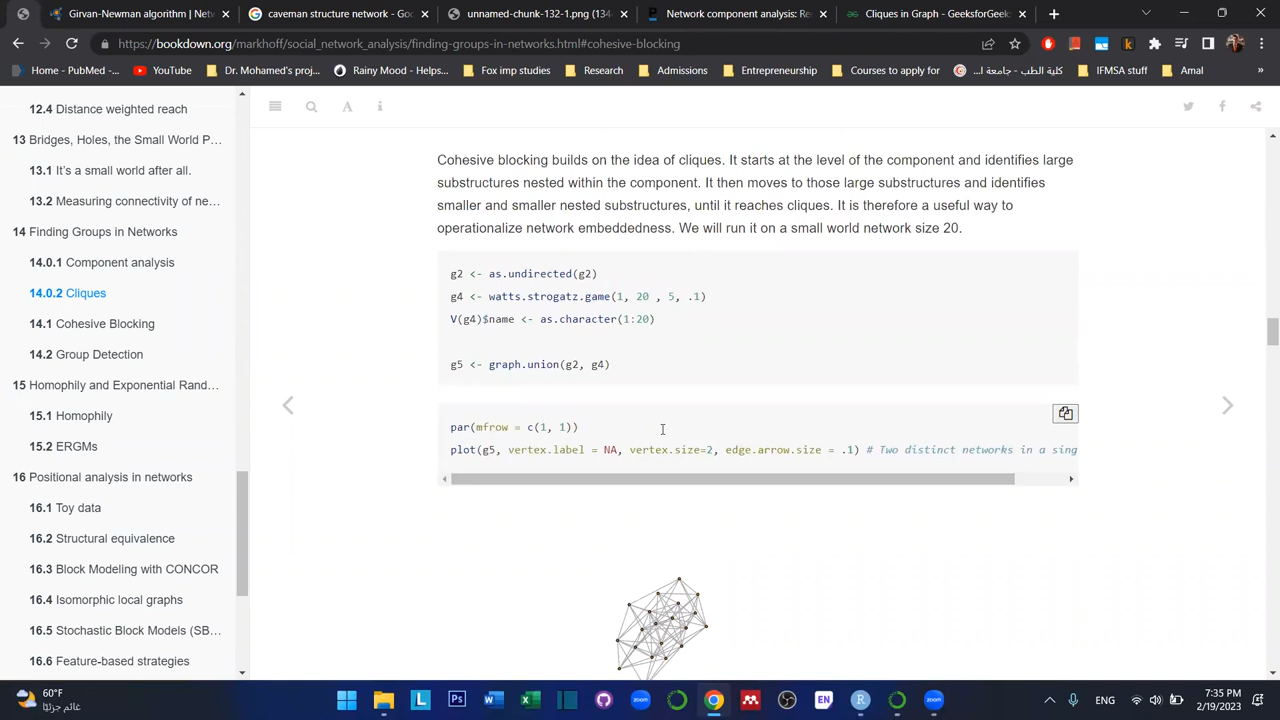 Girvan-Newman algorithm | Netw
caveman structure network - Goo
unnamed-chunk-132-1.png (134
Network component analysis: Rec
Cliques in Graph - GeeksforGeek
https://bookdown.org/markhoff/social_network_analysis/finding-groups-in-networks.html#cohesive-blocking
Home - PubMed - ...
YouTube
Dr. Mohamed's proj...
Rainy Mood - Helps...
Fox imp studies
Research
Admissions
Entrepreneurship
Courses to apply for
كلية الطب - جامعة ا...
IFMSA stuff
Amal
»
12.4 Distance weighted reach
13 Bridges, Holes, the Small World P...
13.1 It's a small world after all.
13.2 Measuring connectivity of ne...
14 Finding Groups in Networks
14.0.1 Component analysis
14.0.2 Cliques
14.1 Cohesive Blocking
14.2 Group Detection
15 Homophily and Exponential Rand...
15.1 Homophily
15.2 ERGMs
16 Positional analysis in networks
16.1 Toy data
16.2 Structural equivalence
16.3 Block Modeling with CONCOR
16.4 Isomorphic local graphs
16.5 Stochastic Block Models (SB...
16.6 Feature-based strategies
Cohesive blocking builds on the idea of cliques. It starts at the level of the component and identifies large
substructures nested within the component. It then moves to those large substructures and identifies
smaller and smaller nested substructures, until it reaches cliques. It is therefore a useful way to
operationalize network embeddedness. We will run it on a small world network size 20.
g2 <- as.undirected(g2)
g4 <- watts.strogatz.game(1, 20 , 5, .1)
V(g4)$name <- as.character(1:20)
g5 <- graph.union(g2, g4)
par(mfrow = c(1, 1))
plot(g5, vertex.label = NA, vertex.size=2, edge.arrow.size = .1) # Two distinct networks in a sing
60°F
غائم جزئيًا
ENG
7:35 PM
2/19/2023